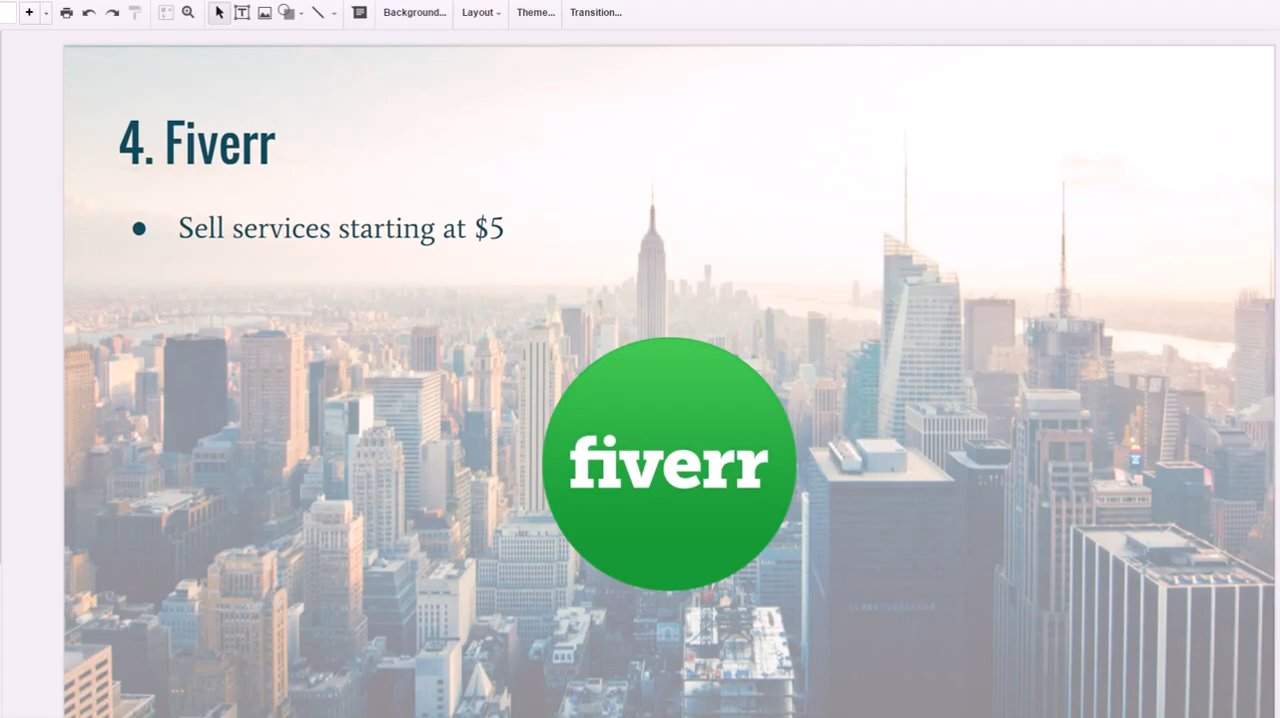 Background...
Layout
Theme...
Transition...
4. Fiverr
● Sell services starting at $5
fiverr